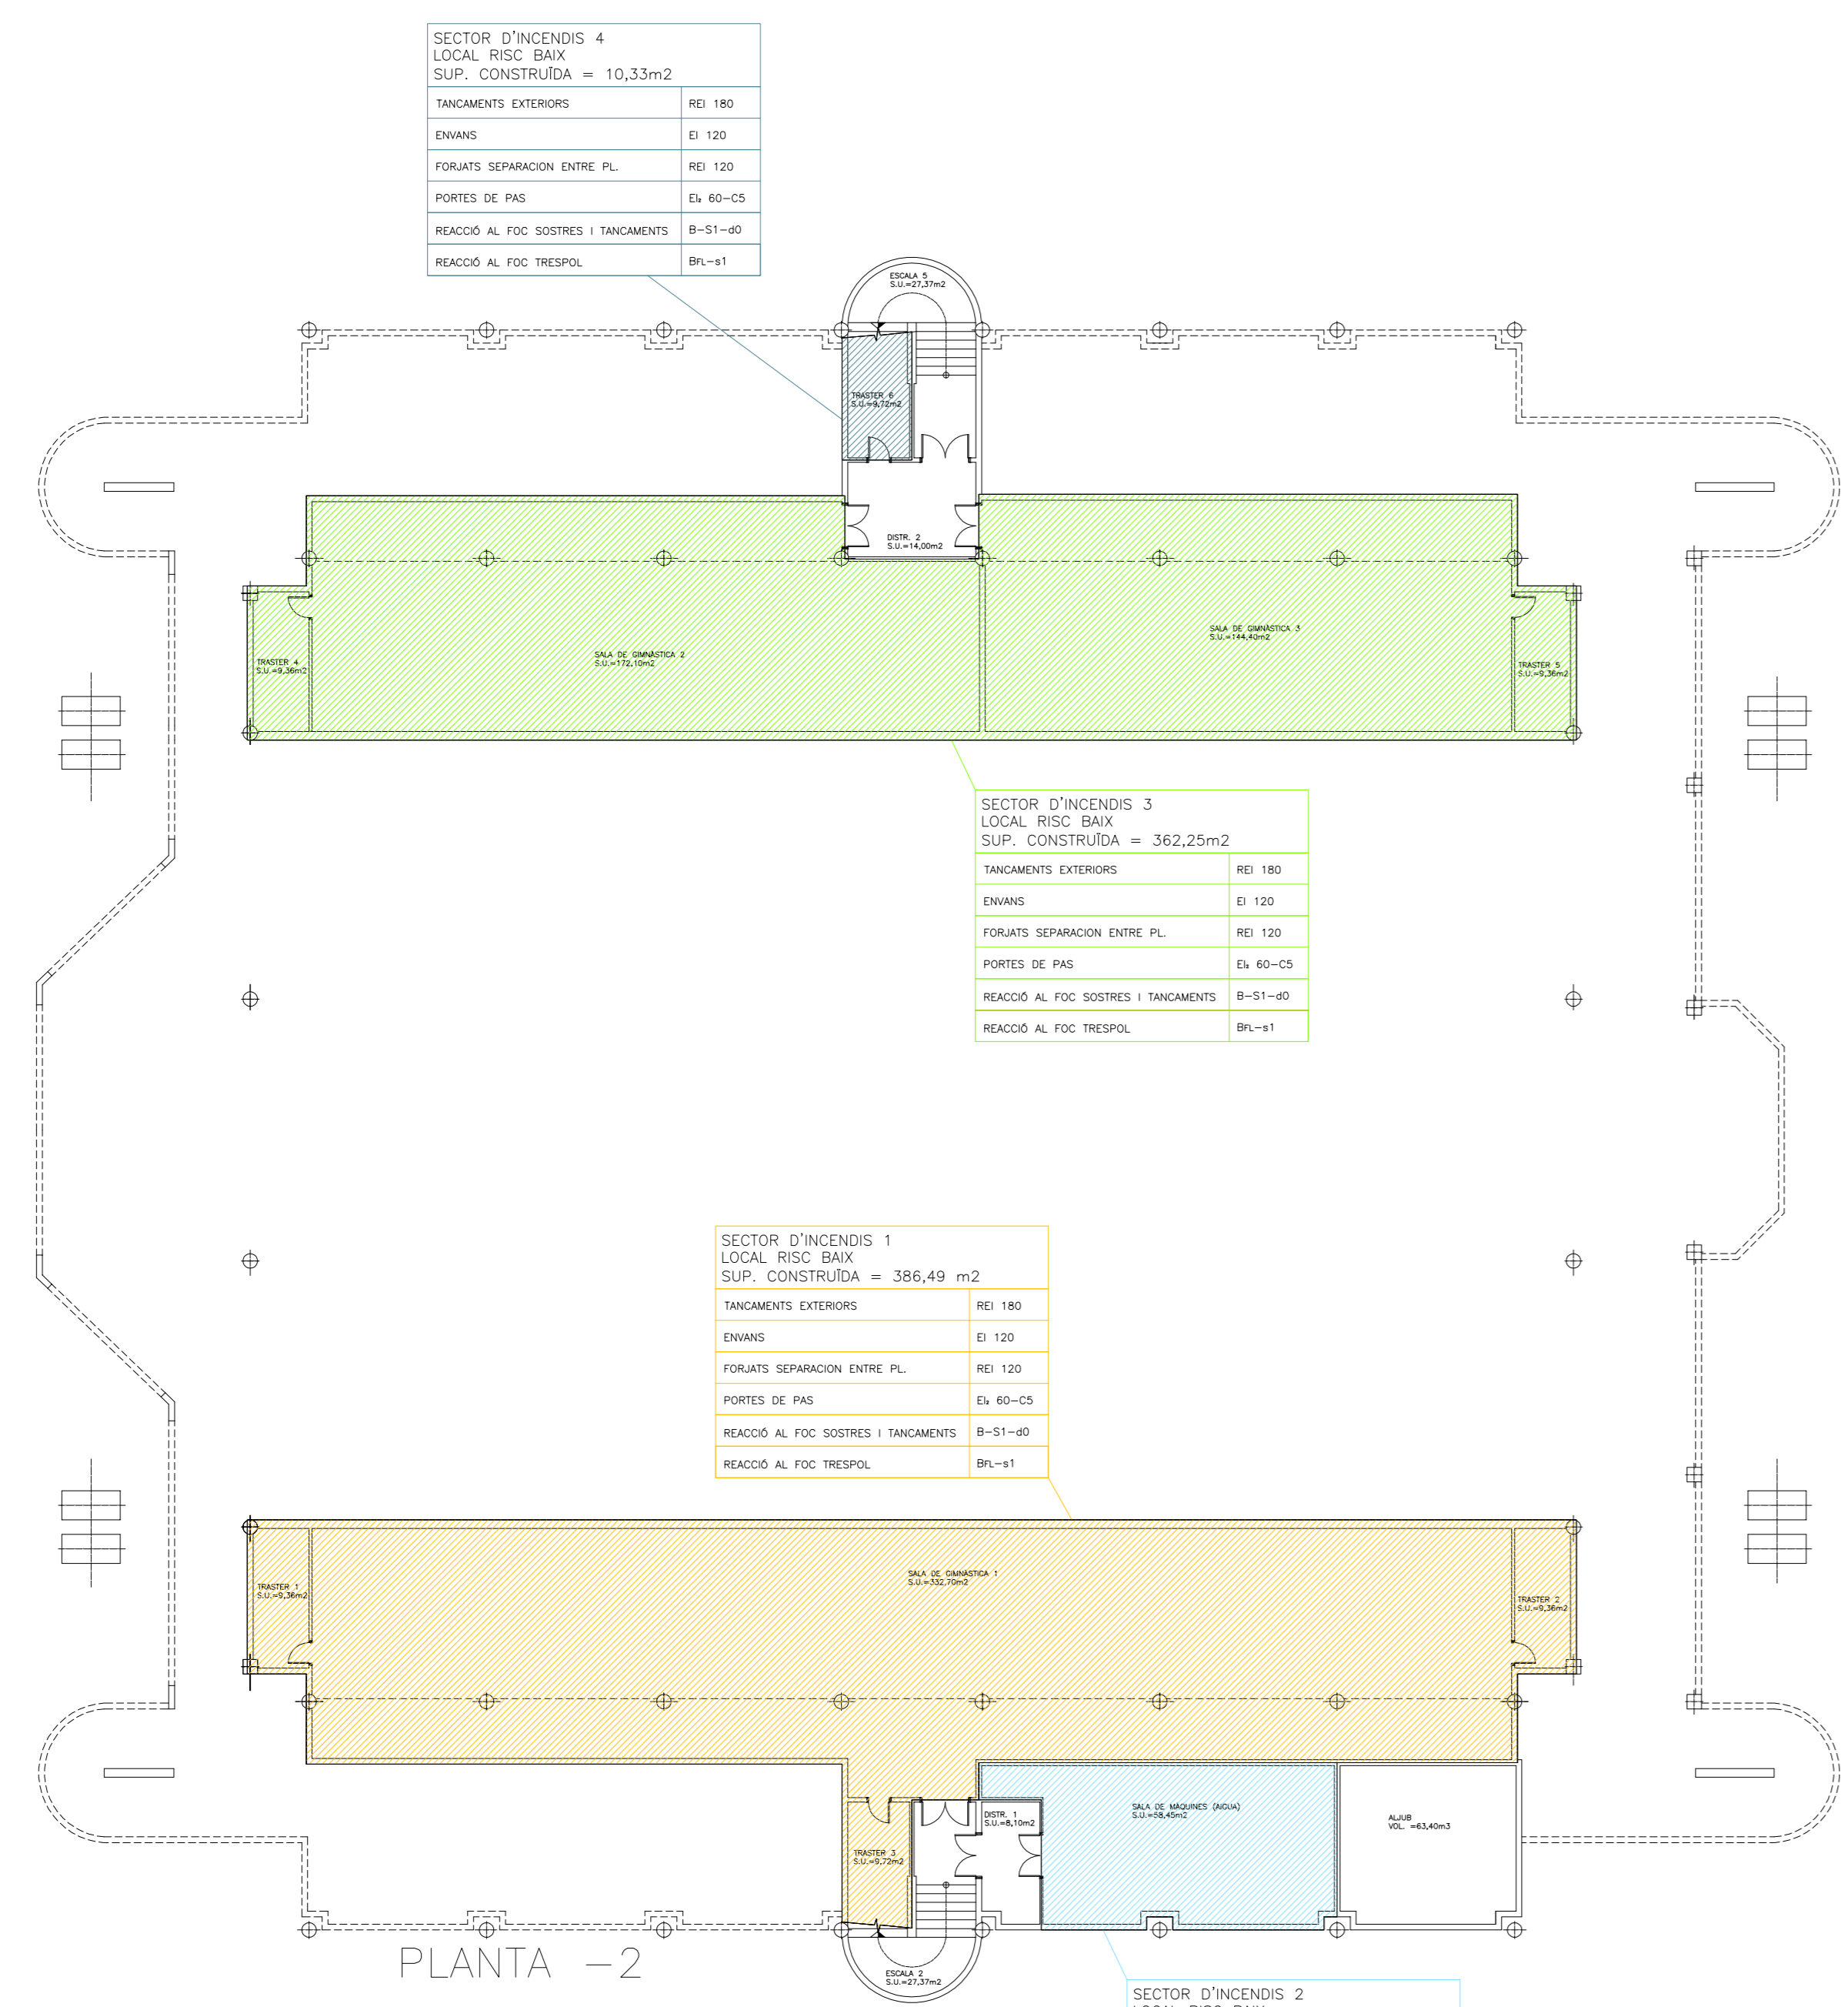 SECTOR D'INCENDIS 4
LOCAL RISC BAIX
SUP. CONSTRUÏDA = 10,33m2
TANCAMENTS EXTERIORS REI 180
ENVANS EI 120
FORJATS SEPARACION ENTRE PL. REI 120
PORTES DE PAS EI₂ 60-C5
REACCIÓ AL FOC SOSTRES I TANCAMENTS B-S1-d0
REACCIÓ AL FOC TRESPOL BFL-s1
ESCALA 5
S.U.=27,37m2
TRASTER 6
S.U.=9,72m2
DISTR. 2
S.U.=14,00m2
SALA DE GIMNÀSTICA 3
S.U.=144,40m2
SALA DE GIMNÀSTICA 2
S.U.=172,10m2
TRASTER 4
S.U.=9,36m2
TRASTER 5
S.U.=9,36m2
SECTOR D'INCENDIS 3
LOCAL RISC BAIX
SUP. CONSTRUÏDA = 362,25m2
TANCAMENTS EXTERIORS REI 180
ENVANS EI 120
FORJATS SEPARACION ENTRE PL. REI 120
PORTES DE PAS EI₂ 60-C5
REACCIÓ AL FOC SOSTRES I TANCAMENTS B-S1-d0
REACCIÓ AL FOC TRESPOL BFL-s1
SECTOR D'INCENDIS 1
LOCAL RISC BAIX
SUP. CONSTRUÏDA = 386,49 m2
TANCAMENTS EXTERIORS REI 180
ENVANS EI 120
FORJATS SEPARACION ENTRE PL. REI 120
PORTES DE PAS EI₂ 60-C5
REACCIÓ AL FOC SOSTRES I TANCAMENTS B-S1-d0
REACCIÓ AL FOC TRESPOL BFL-s1
SALA DE GIMNÀSTICA 1
S.U.=332,70m2
TRASTER 1
S.U.=9,36m2
TRASTER 2
S.U.=9,36m2
SALA DE MÀQUINES (AIGUA)
S.U.=58,45m2
DISTR. 1
S.U.=8,10m2
ALJUB
VOL. =63,40m3
TRASTER 3
S.U.=9,72m2
PLANTA -2
ESCALA 2
S.U.=27,37m2
SECTOR D'INCENDIS 2
LOCAL RISC BAIX